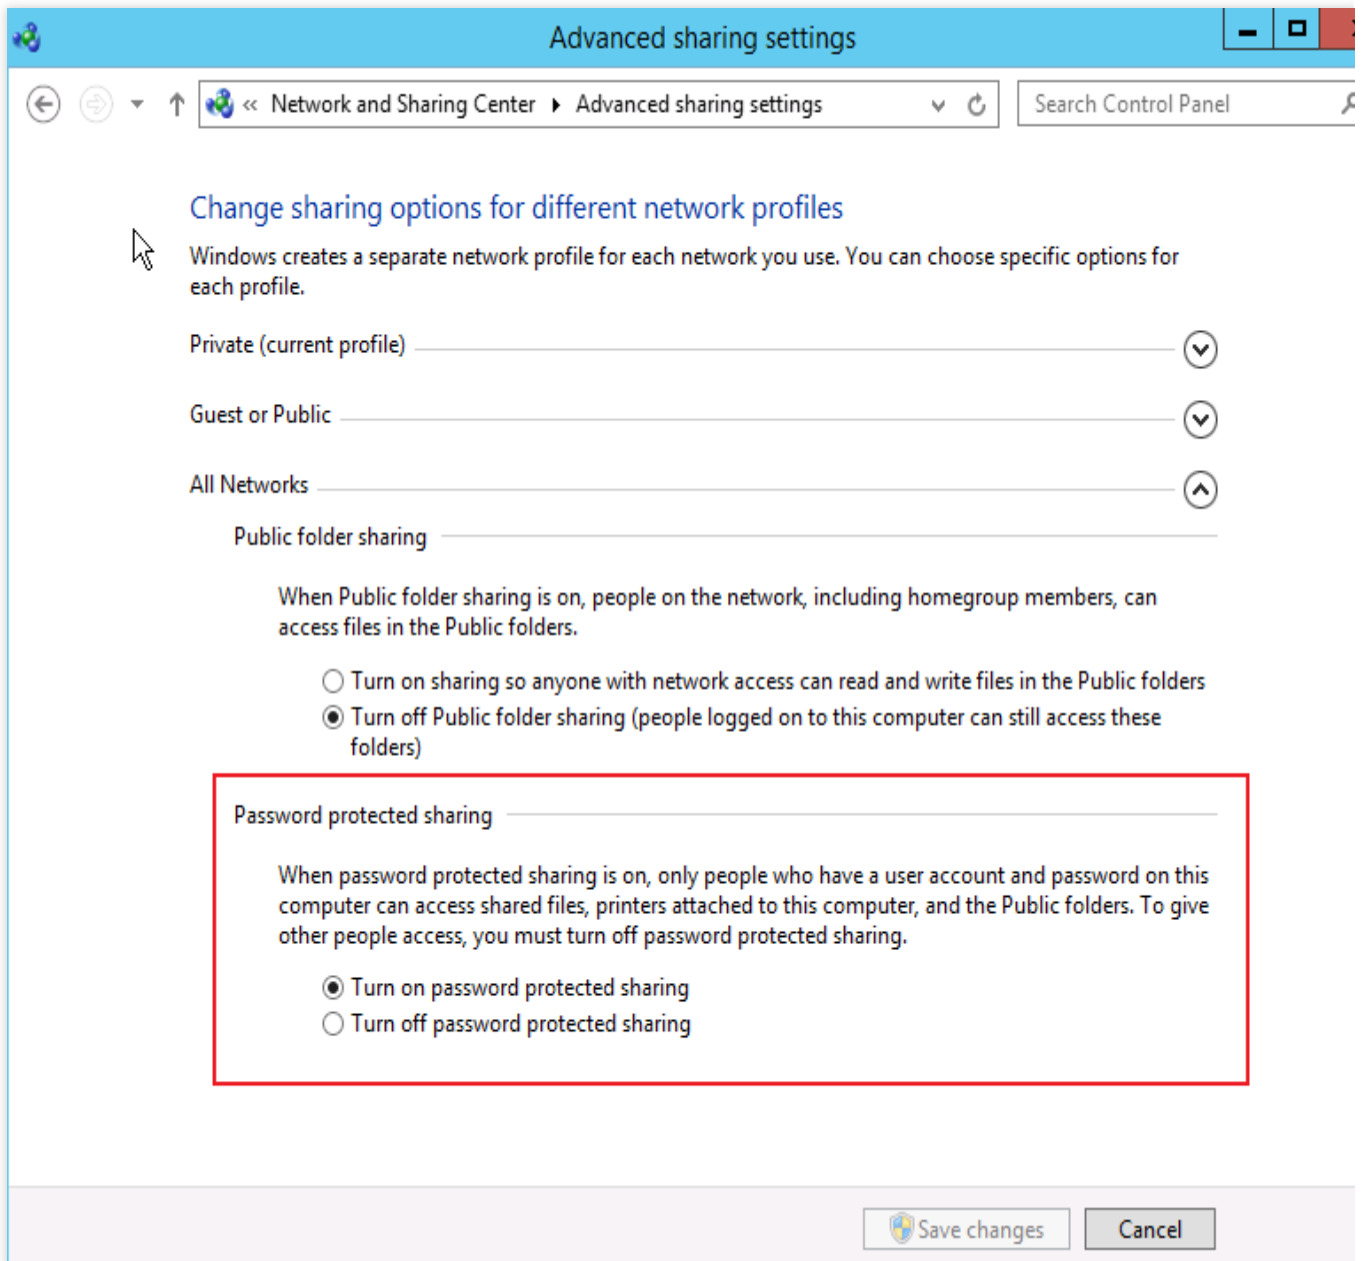 Advanced sharing settings
« Network and Sharing Center Advanced sharing settings
Search Control Panel
Change sharing options for different network profiles
Windows creates a separate network profile for each network you use. You can choose specific options for
each profile.
Private (current profile)
Guest or Public
All Networks
Public folder sharing
When Public folder sharing is on, people on the network, including homegroup members, can
access files in the Public folders.
Turn on sharing so anyone with network access can read and write files in the Public folders
Turn off Public folder sharing (people logged on to this computer can still access these
folders)
Password protected sharing
When password protected sharing is on, only people who have a user account and password on this
computer can access shared files, printers attached to this computer, and the Public folders. To give
other people access, you must turn off password protected sharing.
Turn on password protected sharing
Turn off password protected sharing
Save changes
Cancel